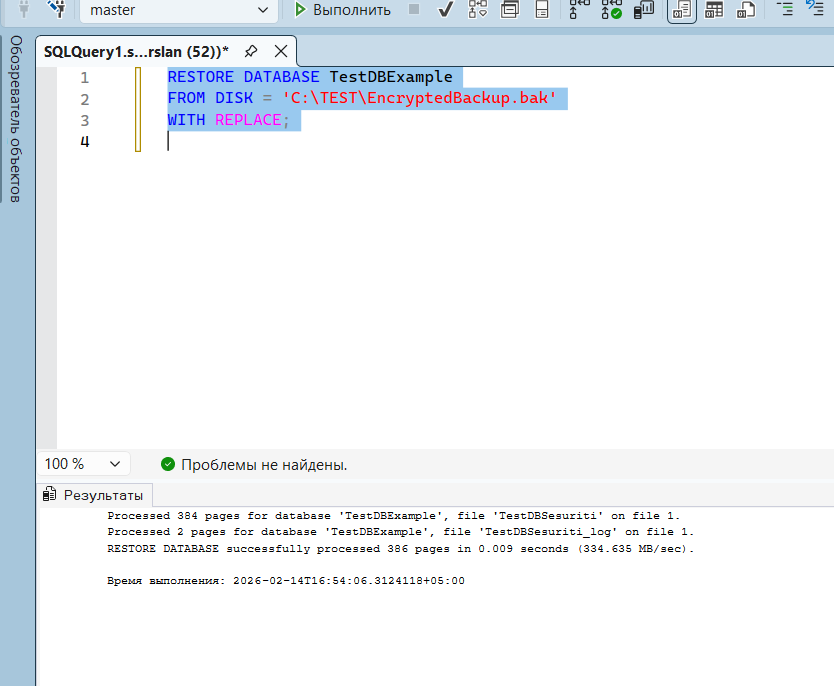 master
Выполнить
Обозреватель объектов
SQLQuery1.s...rslan (52))*
1 RESTORE DATABASE TestDBExample
2 FROM DISK = 'C:\TEST\EncryptedBackup.bak'
3 WITH REPLACE;
4
100 %
Проблемы не найдены.
Результаты
Processed 384 pages for database 'TestDBExample', file 'TestDBSesuriti' on file 1.
Processed 2 pages for database 'TestDBExample', file 'TestDBSesuriti_log' on file 1.
RESTORE DATABASE successfully processed 386 pages in 0.009 seconds (334.635 MB/sec).
Время выполнения: 2026-02-14T16:54:06.3124118+05:00